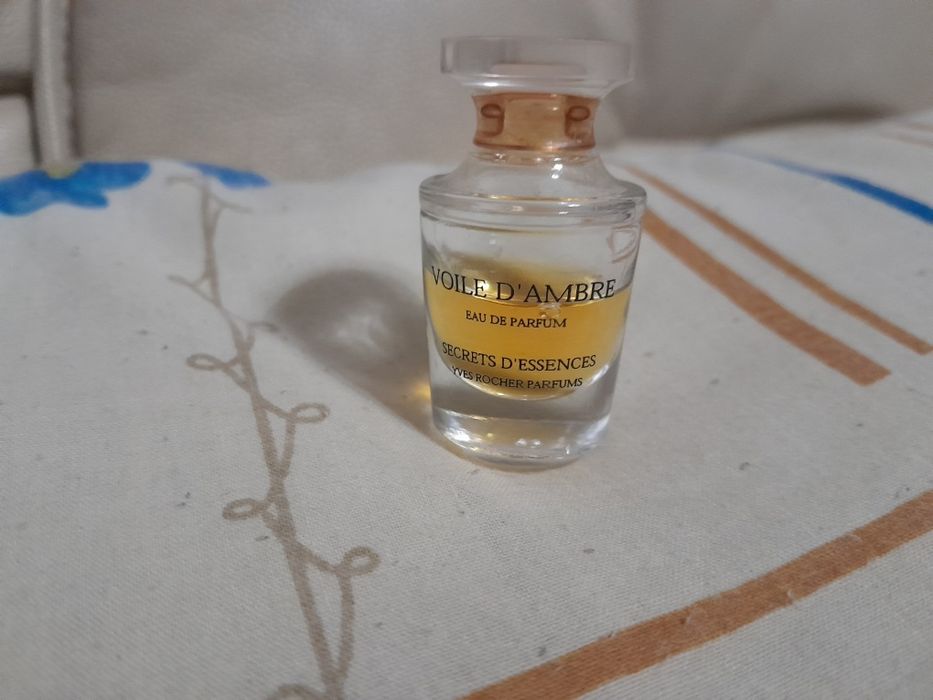 VOILE D'AMBRE
EAU DE PARFUM
SECRETS D'ESSENCES
YVES ROCHER PARFUMS